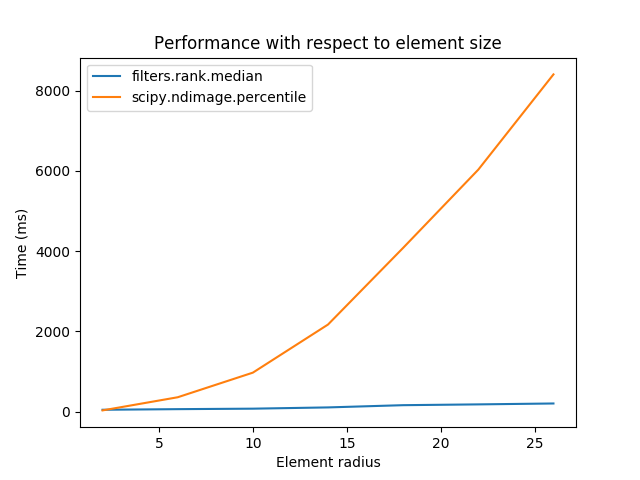 Performance with respect to element size
filters.rank.median
scipy.ndimage.percentile
Time (ms)
8000
6000
4000
2000
0
5
10
15
20
25
Element radius